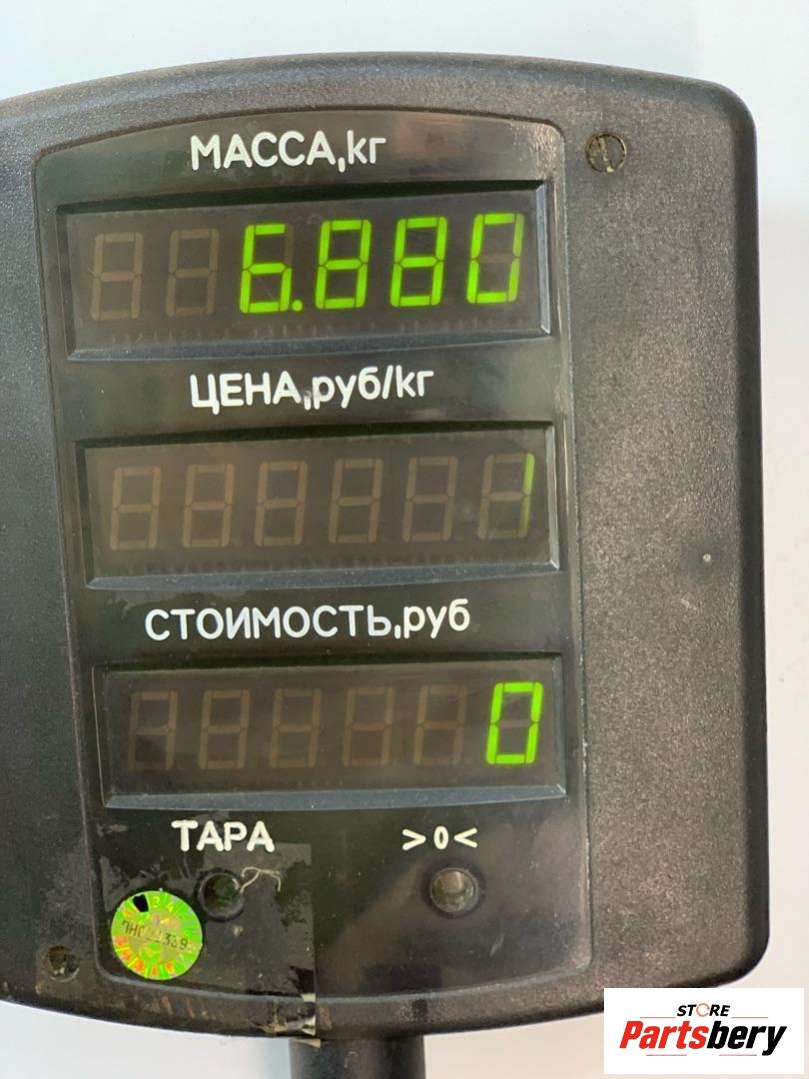 МАССА,кг
6.880
ЦЕНА,руб/кг
1
СТОИМОСТЬ,руб
0
ТАРА >0<
STORE
Partsbery